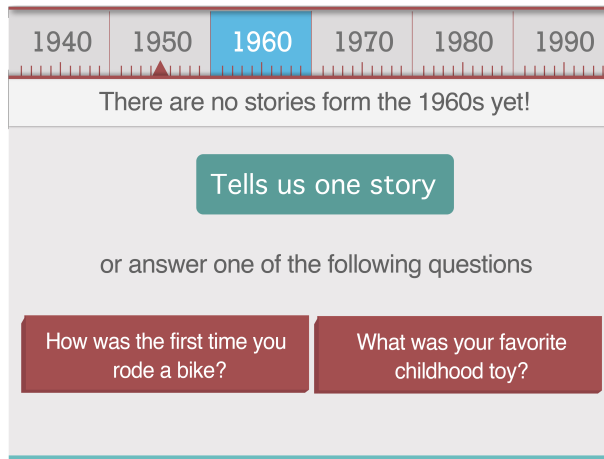 1940 1950 1960 1970 1980 1990
There are no stories form the 1960s yet!
Tells us one story
or answer one of the following questions
How was the first time you
rode a bike?
What was your favorite
childhood toy?